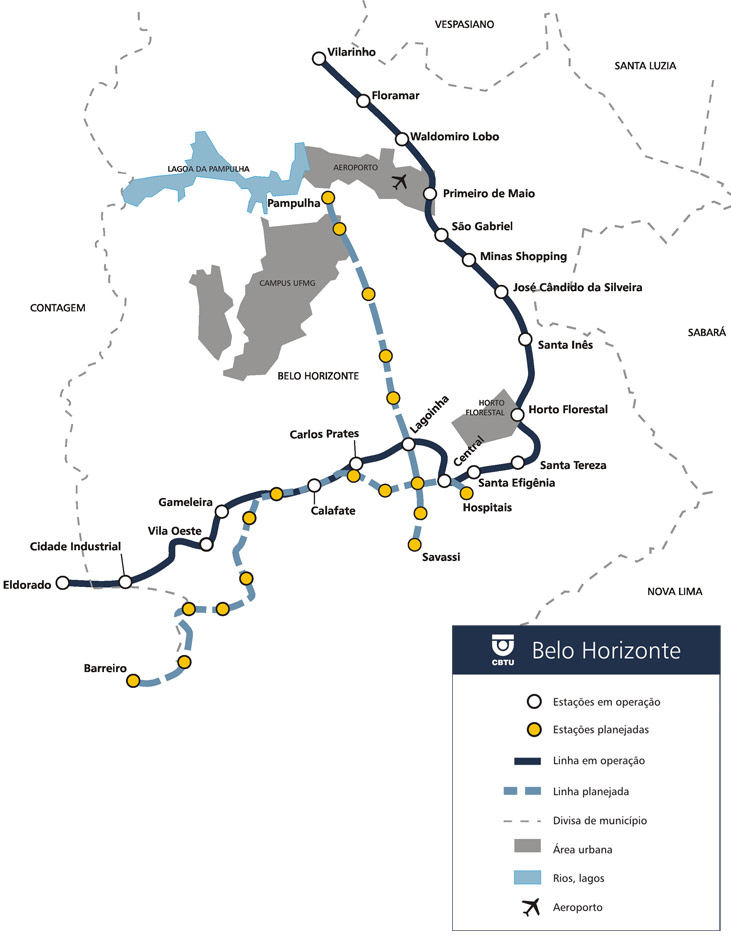 VESPASIANO
Vilarinho
SANTA LUZIA
Floramar
Waldomiro Lobo
LAGOA DA PAMPULHA
AEROPORTO
Primeiro de Maio
Pampulha
São Gabriel
Minas Shopping
CAMPUS UFMG
José Cândido da Silveira
CONTAGEM
SABARÁ
Santa Inês
BELO HORIZONTE
HORTO
FLORESTAL
Horto Florestal
Lagoinha
Carlos Prates
Central
Santa Tereza
Santa Efigênia
Gameleira
Calafate
Hospitais
Vila Oeste
Cidade Industrial
Savassi
Eldorado
NOVA LIMA
Barreiro
CBTU
Belo Horizonte
Estações em operação
Estações planejadas
Linha em operação
Linha planejada
Divisa de município
Área urbana
Rios, lagos
Aeroporto